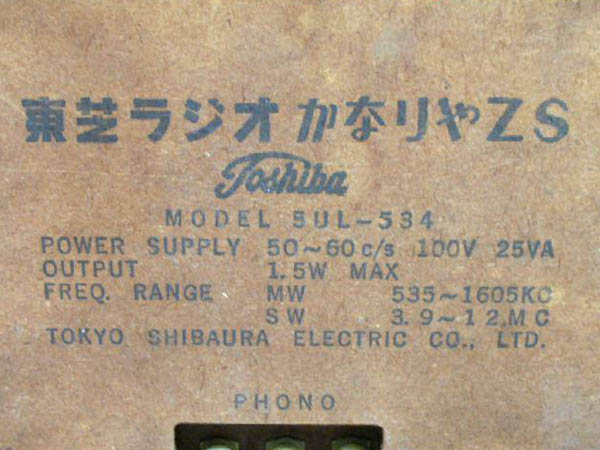 東芝ラジオ かなりやZS
Toshiba
MODEL 5UL-534
POWER SUPPLY 50~60c/s 100V 25VA
OUTPUT 1.5W MAX
FREQ. RANGE MW 535~1605KC
SW 3.9~12MC
TOKYO SHIBAURA ELECTRIC CO., LTD.
PHONO